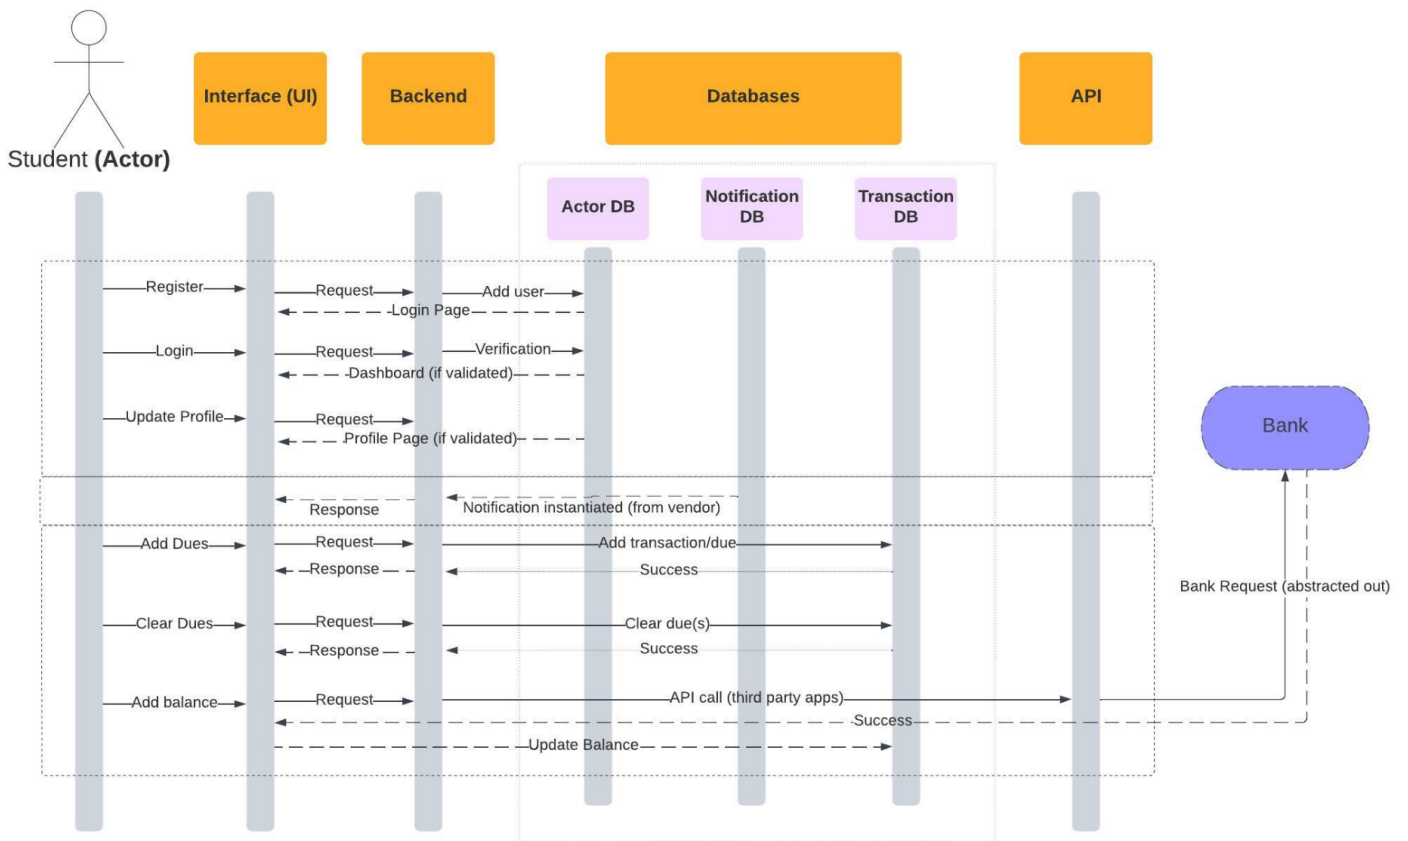 Interface (UI)
Backend
Databases
API
Student (Actor)
Actor DB
Notification
DB
Transaction
DB
Register
Request
Add user
Login Page
Login
Request
Verification
Dashboard (if validated)
Update Profile
Request
Profile Page (if validated)
Bank
Response
Notification instantiated (from vendor)
Add Dues
Request
Add transaction/due
Response
Success
Bank Request (abstracted out)
Clear Dues
Request
Clear due(s)
Response
Success
Add balance
Request
API call (third party apps)
Success
Update Balance